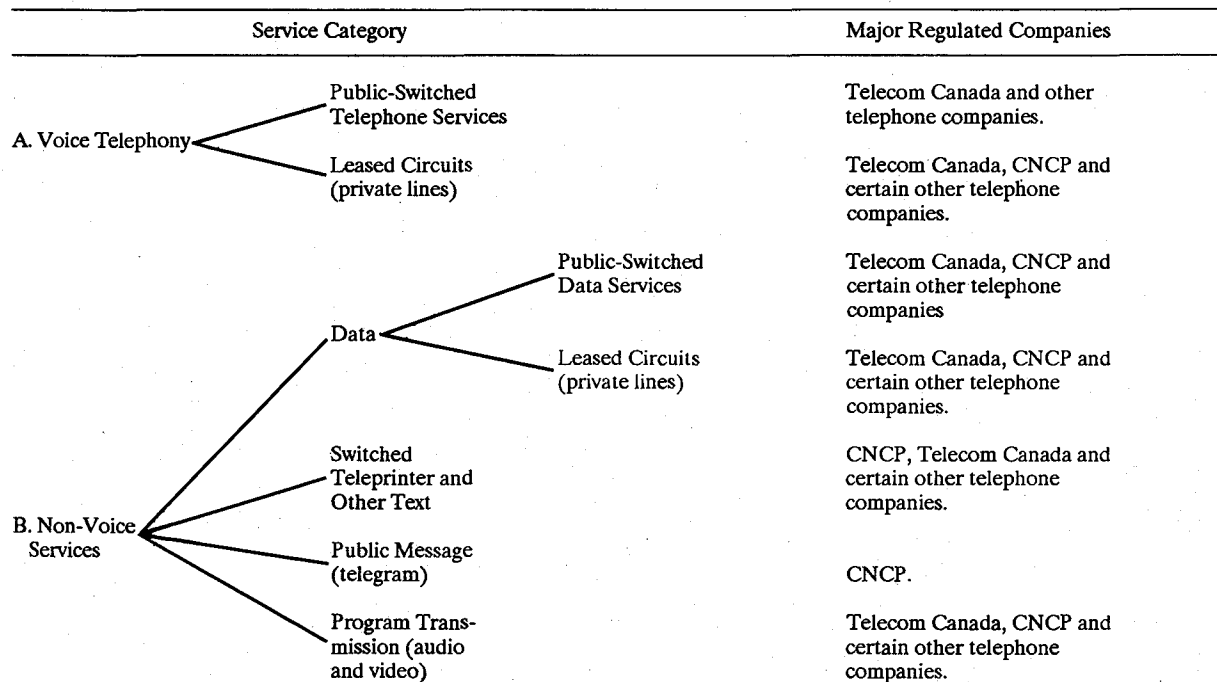 Service Category Major Regulated Companies
Public-Switched Telecom Canada and other
Telephone Services telephone companies.
A. Voice Telephony
Leased Circuits Telecom Canada, CNCP and
(private lines) certain other telephone
companies.
Public-Switched Telecom Canada, CNCP and
Data Services certain other telephone
companies
Data
Leased Circuits Telecom Canada, CNCP and
(private lines) certain other telephone
companies.
Switched CNCP, Telecom Canada and
Teleprinter and certain other telephone
Other Text companies.
B. Non-Voice
Services
Public Message
(telegram) CNCP.
Program Trans- Telecom Canada, CNCP and
mission (audio certain other telephone
and video) companies.